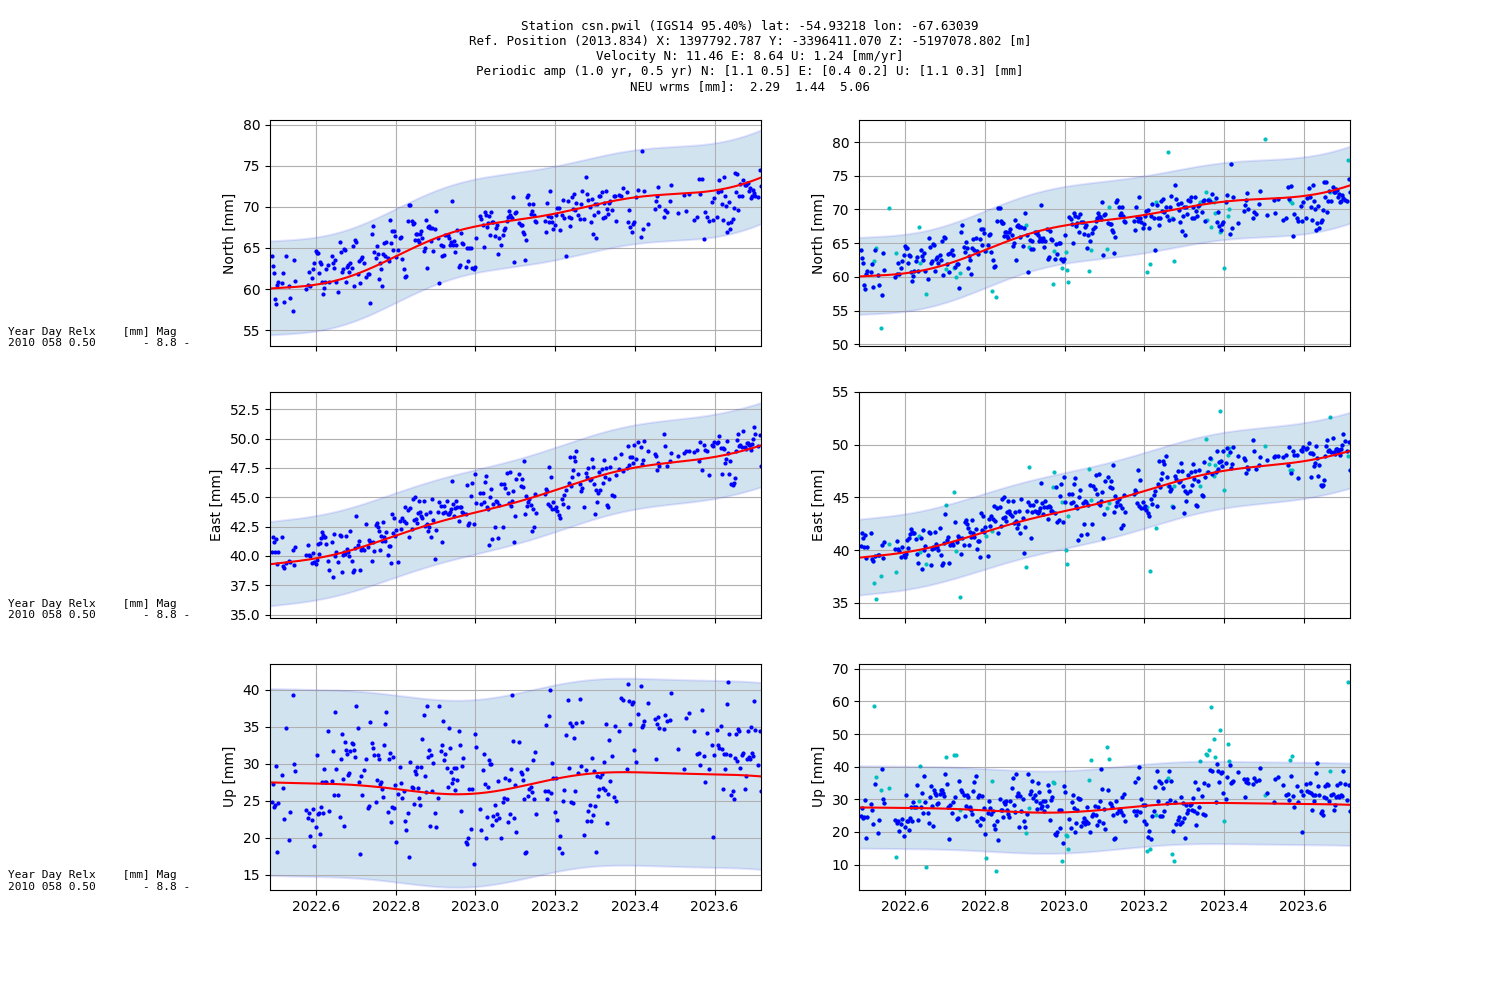 Station csn.pwil (IGS14 95.40%) lat: -54.93218 lon: -67.63039
Ref. Position (2013.834) X: 1397792.787 Y: -3396411.070 Z: -5197078.802 [m]
Velocity N: 11.46 E: 8.64 U: 1.24 [mm/yr]
Periodic amp (1.0 yr, 0.5 yr) N: [1.1 0.5] E: [0.4 0.2] U: [1.1 0.3] [mm]
NEU wrms [mm]:  2.29  1.44  5.06
80
75
70
65
60
55
North [mm]
80
75
70
65
60
55
50
North [mm]
Year Day Relx    [mm] Mag
2010 058 0.50      - 8.8 -
52.5
50.0
47.5
45.0
42.5
40.0
37.5
35.0
East [mm]
55
50
45
40
35
East [mm]
Year Day Relx    [mm] Mag
2010 058 0.50      - 8.8 -
40
35
30
25
20
15
Up [mm]
70
60
50
40
30
20
10
Up [mm]
Year Day Relx    [mm] Mag
2010 058 0.50      - 8.8 -
2022.6 2022.8 2023.0 2023.2 2023.4 2023.6
2022.6 2022.8 2023.0 2023.2 2023.4 2023.6